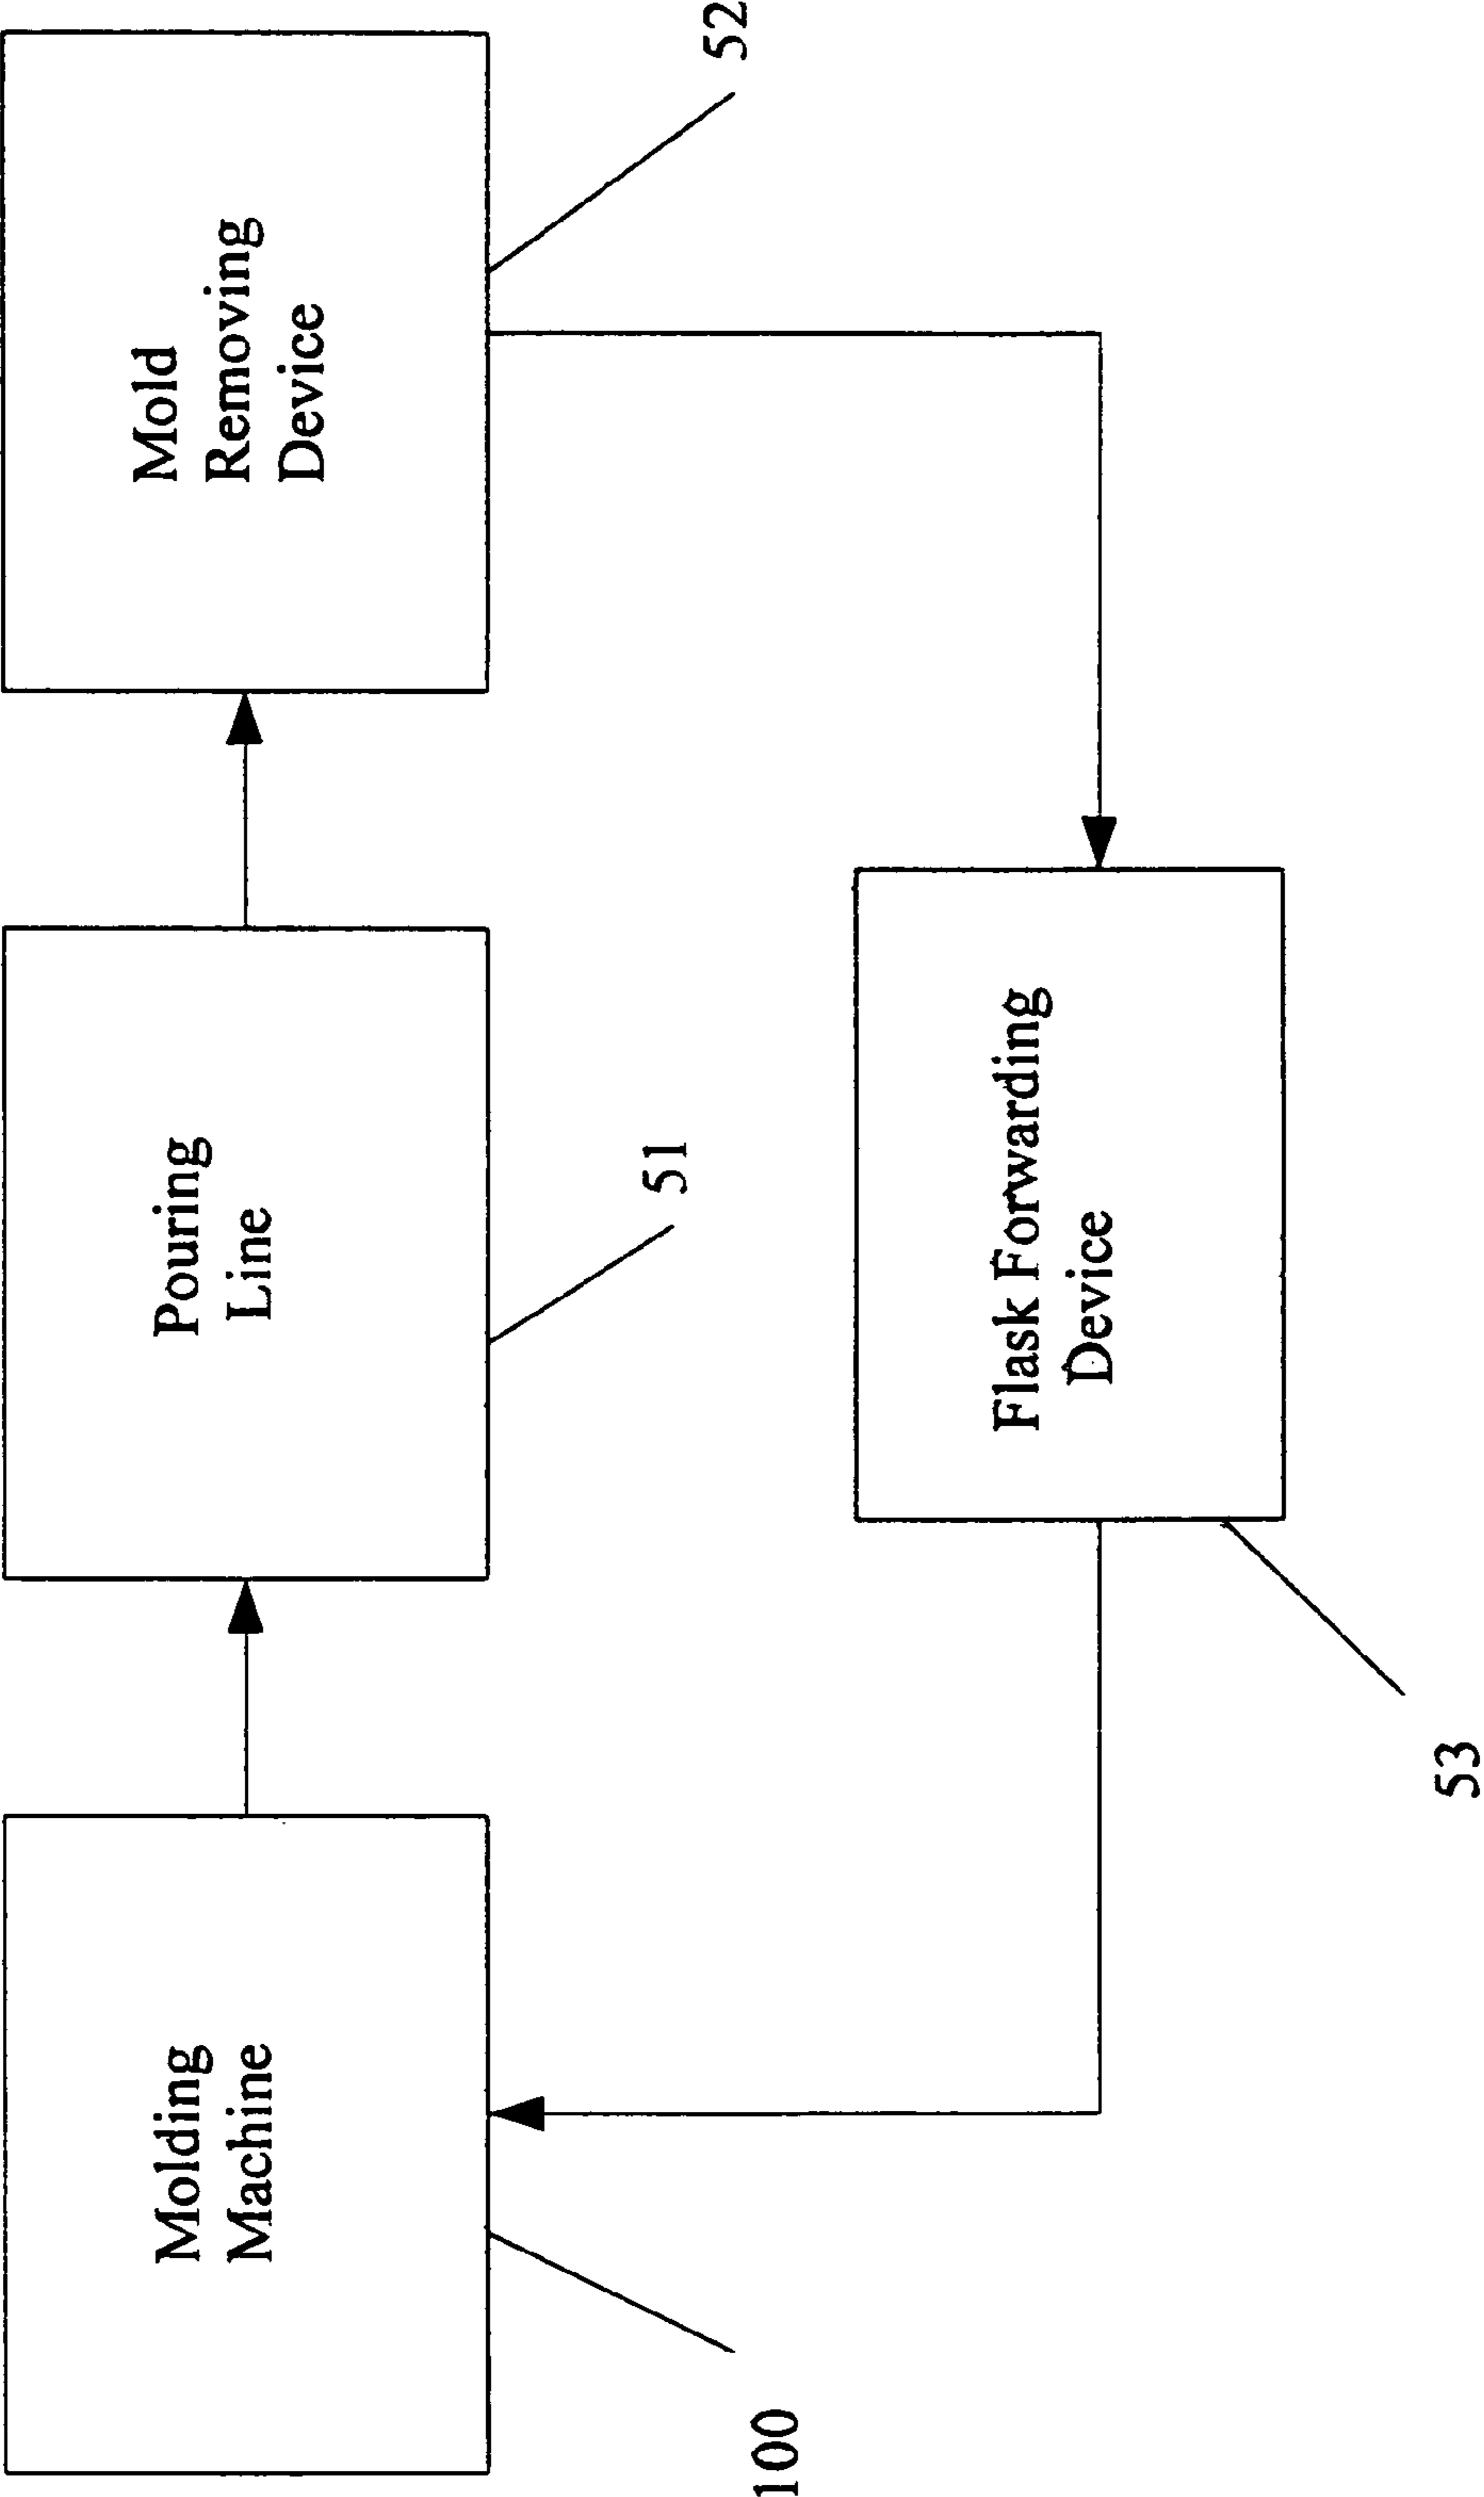 Molding
Machine
100
Pouring
Line
51
Mold
Removing
Device
52
Flask Forwarding
Device
53